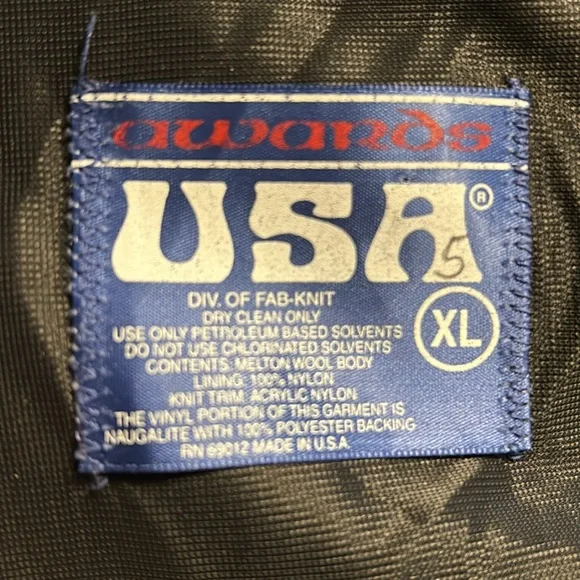 awards
USA®
5
DIV. OF FAB-KNIT
DRY CLEAN ONLY
USE ONLY PETROLEUM BASED SOLVENTS
DO NOT USE CHLORINATED SOLVENTS
CONTENTS: MELTON WOOL BODY
LINING: 100% NYLON
KNIT TRIM: ACRYLIC NYLON
THE VINYL PORTION OF THIS GARMENT IS
NAUGALITE WITH 100% POLYESTER BACKING
RN 69012 MADE IN U.S.A.
XL